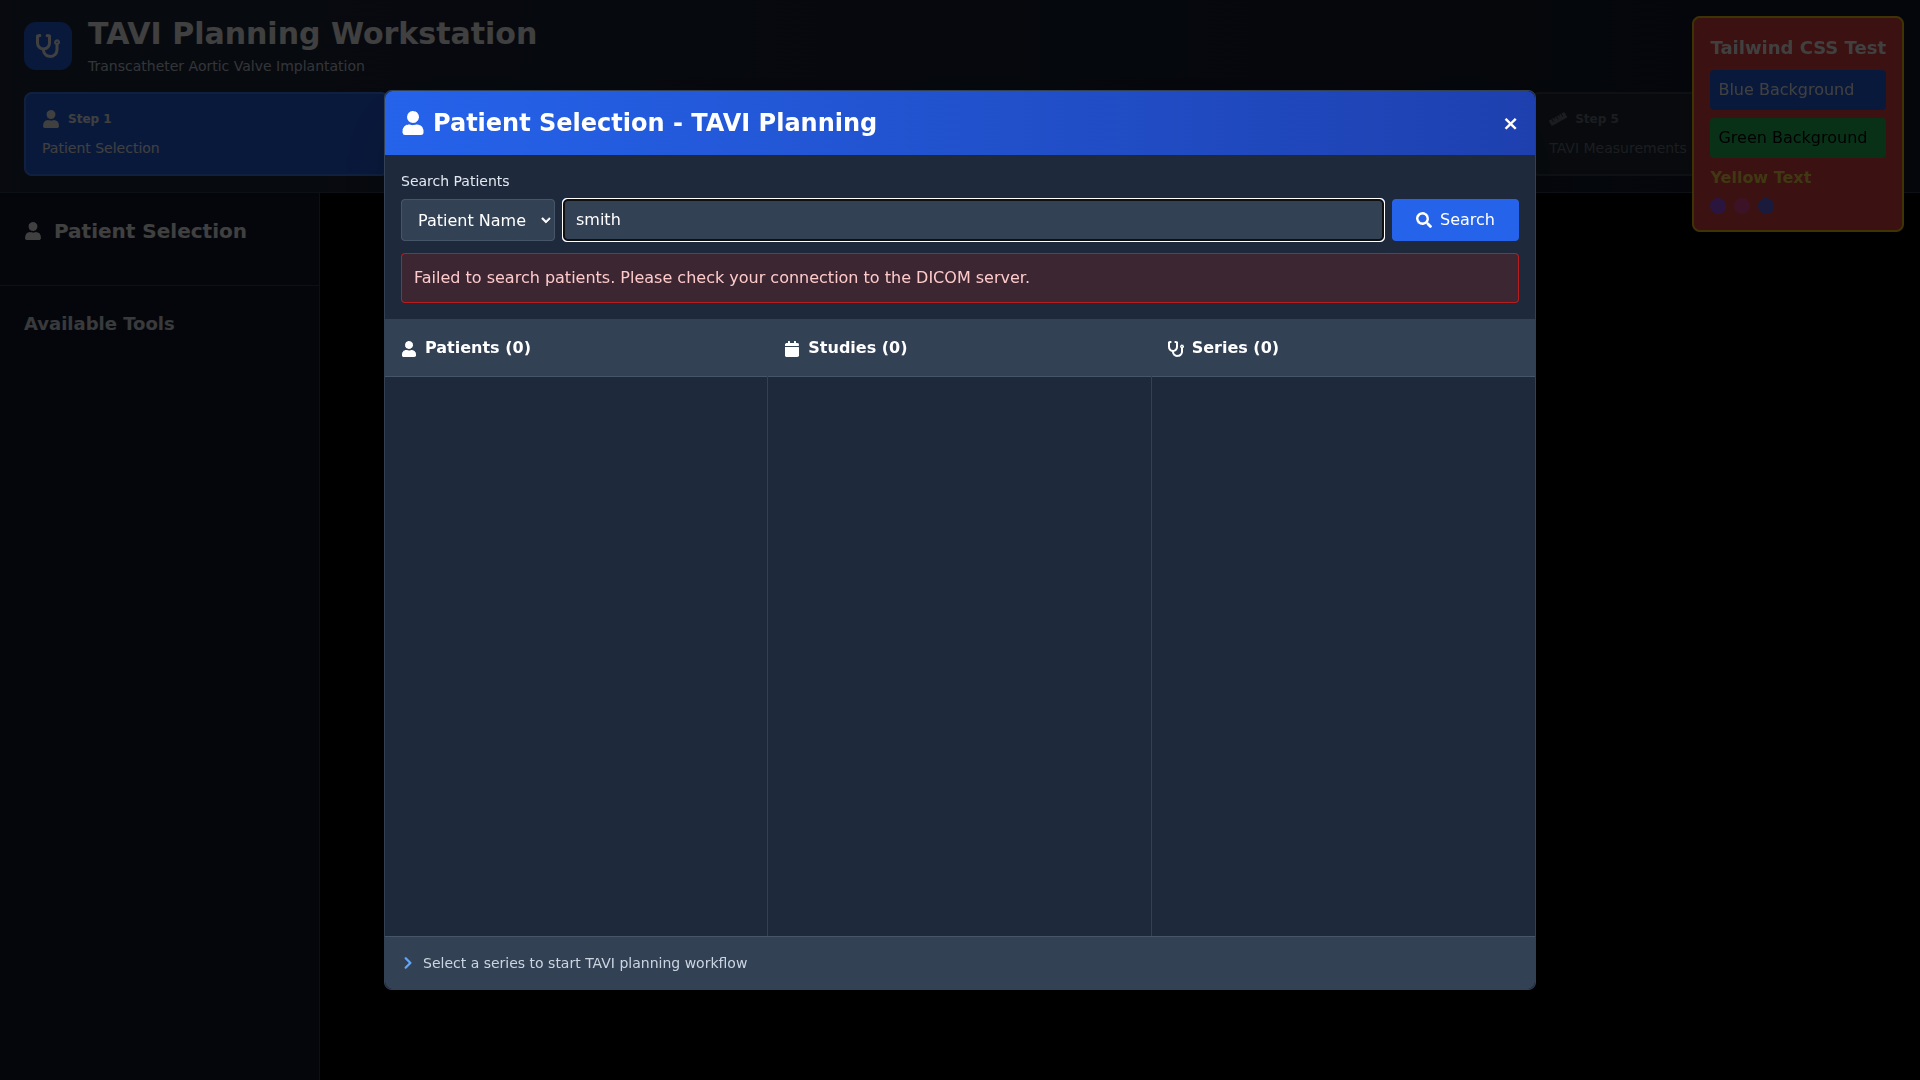 TAVI Planning Workstation
Transcatheter Aortic Valve Implantation
Step 1
Patient Selection
Step 5
TAVI Measurements
Tailwind CSS Test
Blue Background
Green Background
Yellow Text
Patient Selection
Available Tools
Patient Selection - TAVI Planning
×
Search Patients
Patient Name
smith
Search
Failed to search patients. Please check your connection to the DICOM server.
Patients (0)
Studies (0)
Series (0)
Select a series to start TAVI planning workflow